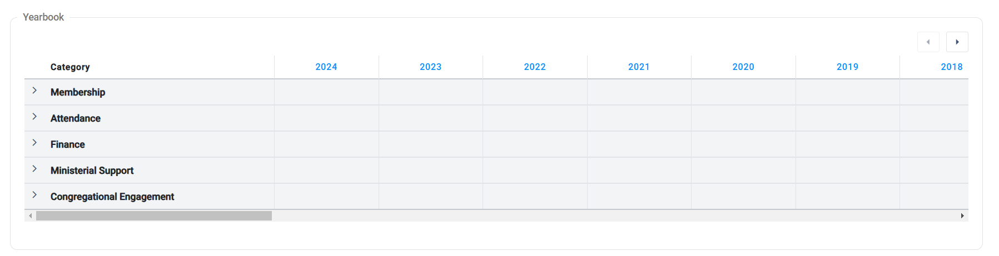 Yearbook
Category 2024 2023 2022 2021 2020 2019 2018
Membership
Attendance
Finance
Ministerial Support
Congregational Engagement